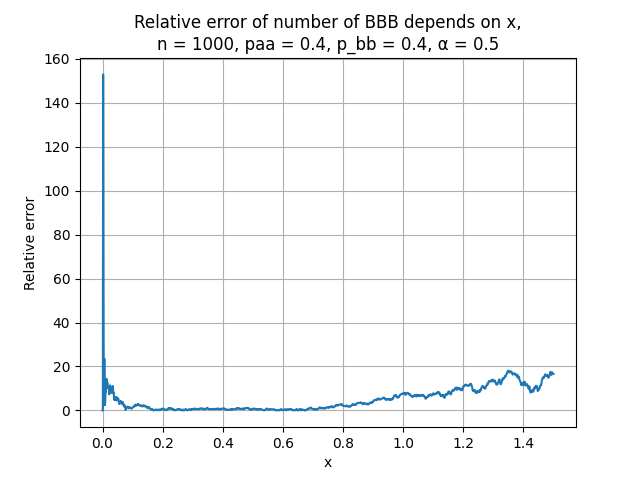 Relative error of number of BBB depends on x,
n = 1000, paa = 0.4, p_bb = 0.4, α = 0.5
160
140
120
100
80
60
40
20
0
Relative error
0.0 0.2 0.4 0.6 0.8 1.0 1.2 1.4
x